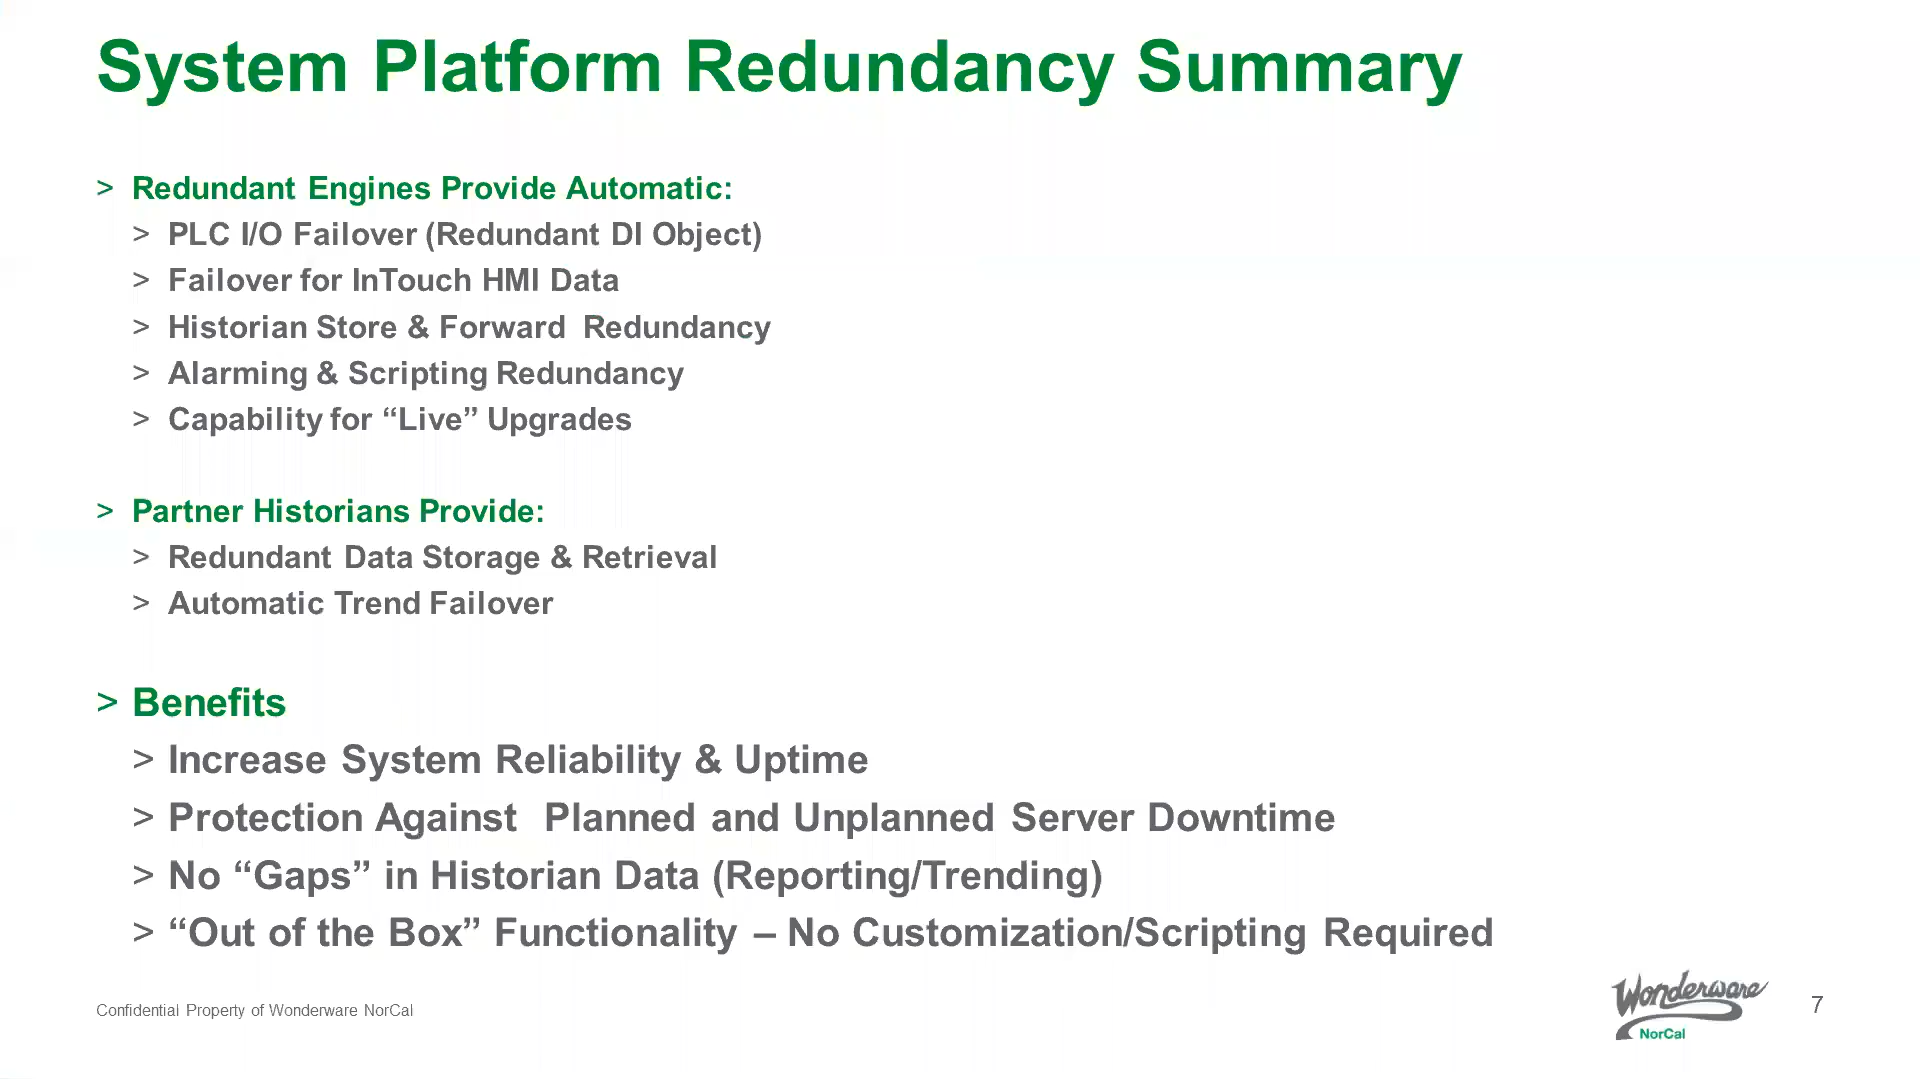 System Platform Redundancy Summary
> Redundant Engines Provide Automatic:
> PLC I/O Failover (Redundant DI Object)
> Failover for InTouch HMI Data
> Historian Store & Forward Redundancy
> Alarming & Scripting Redundancy
> Capability for “Live” Upgrades
> Partner Historians Provide:
> Redundant Data Storage & Retrieval
> Automatic Trend Failover
> Benefits
> Increase System Reliability & Uptime
> Protection Against Planned and Unplanned Server Downtime
> No “Gaps” in Historian Data (Reporting/Trending)
> “Out of the Box” Functionality – No Customization/Scripting Required
Confidential Property of Wonderware NorCal
Wonderware
NorCal
7